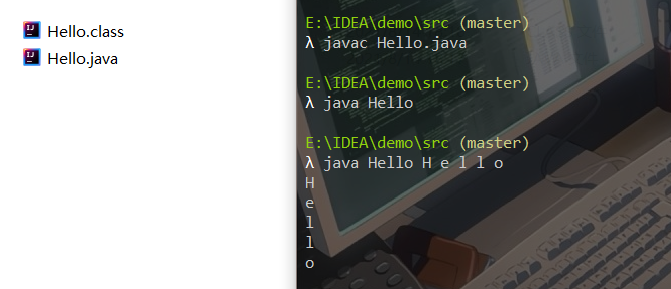 Hello.class
Hello.java
E:\IDEA\demo\src (master)
λ javac Hello.java
E:\IDEA\demo\src (master)
λ java Hello
E:\IDEA\demo\src (master)
λ java Hello H e l l o
H
e
l
l
o